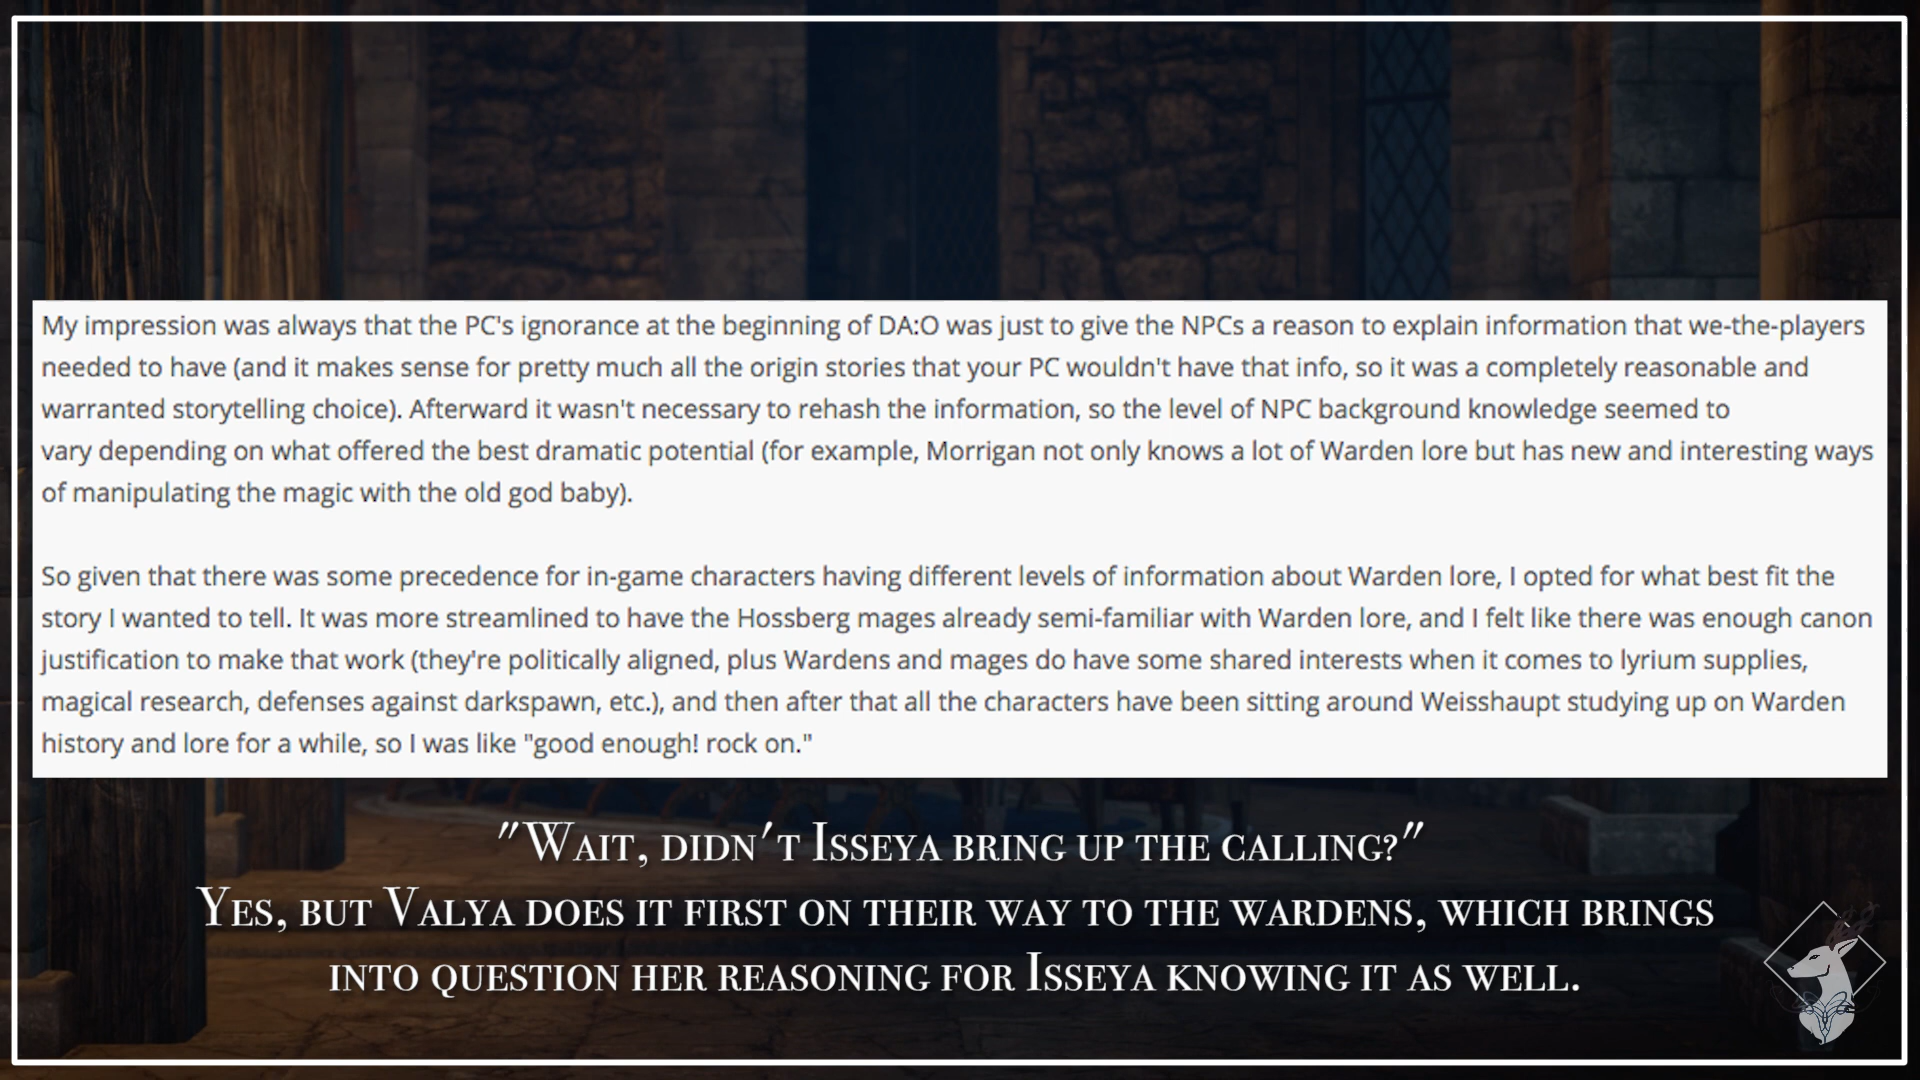 My impression was always that the PC's ignorance at the beginning of DA:O was just to give the NPCs a reason to explain information that we-the-players
needed to have (and it makes sense for pretty much all the origin stories that your PC wouldn't have that info, so it was a completely reasonable and
warranted storytelling choice). Afterward it wasn't necessary to rehash the information, so the level of NPC background knowledge seemed to
vary depending on what offered the best dramatic potential (for example, Morrigan not only knows a lot of Warden lore but has new and interesting ways
of manipulating the magic with the old god baby).
So given that there was some precedence for in-game characters having different levels of information about Warden lore, I opted for what best fit the
story I wanted to tell. It was more streamlined to have the Hossberg mages already semi-familiar with Warden lore, and I felt like there was enough canon
justification to make that work (they're politically aligned, plus Wardens and mages do have some shared interests when it comes to lyrium supplies,
magical research, defenses against darkspawn, etc.), and then after that all the characters have been sitting around Weisshaupt studying up on Warden
history and lore for a while, so I was like "good enough! rock on."
"Wait, didn't Isseya bring up the calling?"
Yes, but Valya does it first on their way to the wardens, which brings
into question her reasoning for Isseya knowing it as well.